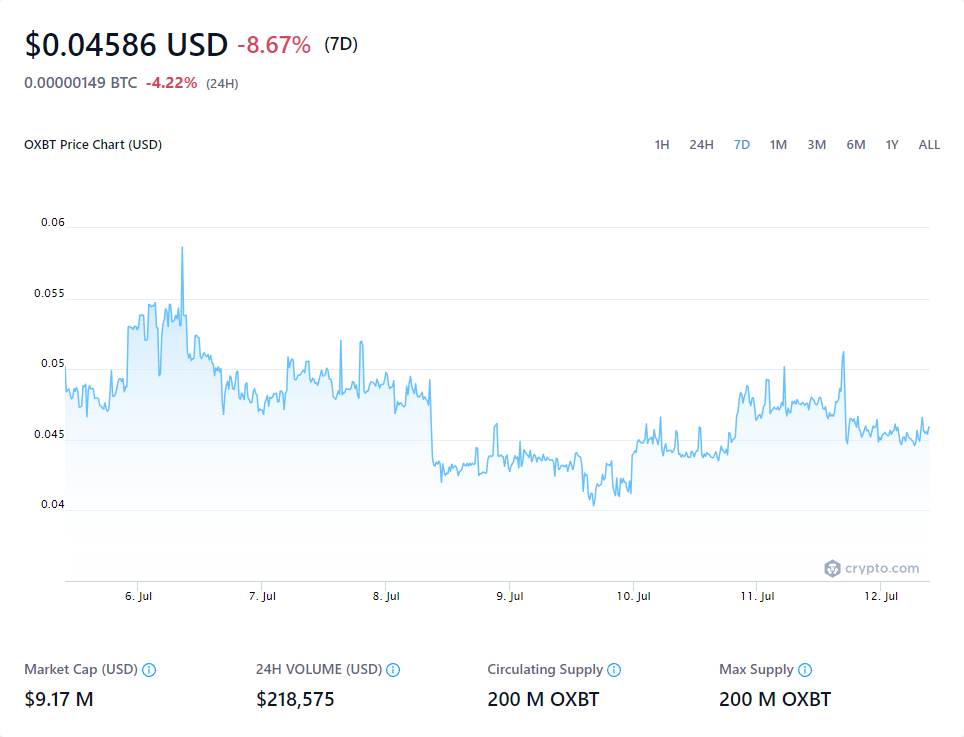 $0.04586 USD -8.67% (7D)
0.00000149 BTC -4.22% (24H)
OXBT Price Chart (USD) 1H 24H 7D 1M 3M 6M 1Y ALL
0.06
0.055
0.05
0.045
0.04
crypto.com
6. Jul 7. Jul 8. Jul 9. Jul 10. Jul 11. Jul 12. Jul
Market Cap (USD) 24H VOLUME (USD) Circulating Supply Max Supply
$9.17 M $218,575 200 M OXBT 200 M OXBT